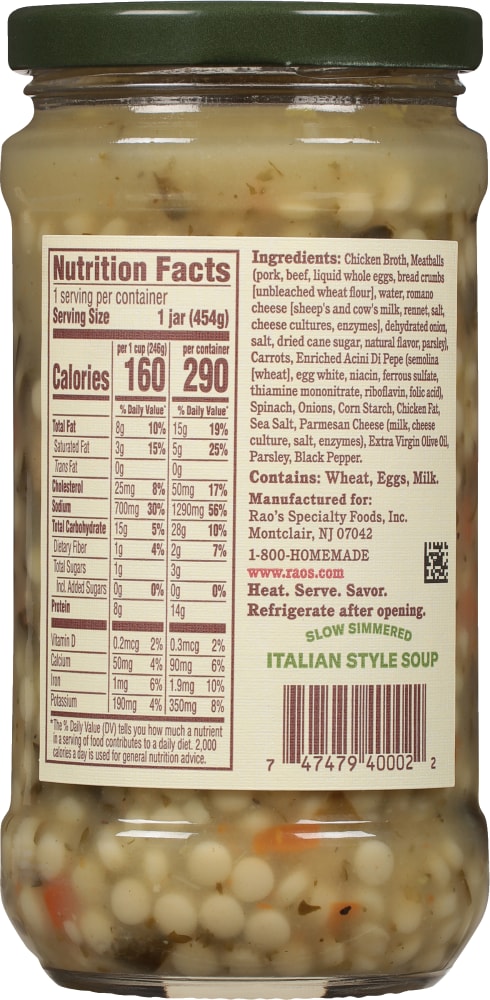 Nutrition Facts
1 serving per container
Serving Size 1 jar (454g)
per 1 cup (246g) per container
Calories 160 290
% Daily Value* % Daily Value*
Total Fat 8g 10% 15g 19%
Saturated Fat 3g 15% 5g 25%
Trans Fat 0g 0g
Cholesterol 25mg 8% 50mg 17%
Sodium 700mg 30% 1290mg 56%
Total Carbohydrate 15g 5% 28g 10%
Dietary Fiber 1g 4% 2g 7%
Total Sugars 1g 3g
Incl. Added Sugars 0g 0% 0g 0%
Protein 8g 14g
Vitamin D 0.2mcg 2% 0.3mcg 2%
Calcium 50mg 4% 90mg 6%
Iron 1mg 6% 1.9mg 10%
Potassium 190mg 4% 350mg 8%
*The % Daily Value (DV) tells you how much a nutrient
in a serving of food contributes to a daily diet. 2,000
calories a day is used for general nutrition advice.
Ingredients: Chicken Broth, Meatballs
(pork, beef, liquid whole eggs, bread crumbs
[unbleached wheat flour], water, romano
cheese [sheep's and cow's milk, rennet, salt,
cheese cultures, enzymes], dehydrated onion,
salt, dried cane sugar, natural flavor, parsley),
Carrots, Enriched Acini Di Pepe (semolina
[wheat], egg white, niacin, ferrous sulfate,
thiamine mononitrate, riboflavin, folic acid),
Spinach, Onions, Corn Starch, Chicken Fat,
Sea Salt, Parmesan Cheese (milk, cheese
culture, salt, enzymes), Extra Virgin Olive Oil,
Parsley, Black Pepper.
Contains: Wheat, Eggs, Milk.
Manufactured for:
Rao's Specialty Foods, Inc.
Montclair, NJ 07042
1-800-HOMEMADE
www.raos.com
Heat. Serve. Savor.
Refrigerate after opening.
SLOW SIMMERED
ITALIAN STYLE SOUP
7 47479 40002 2